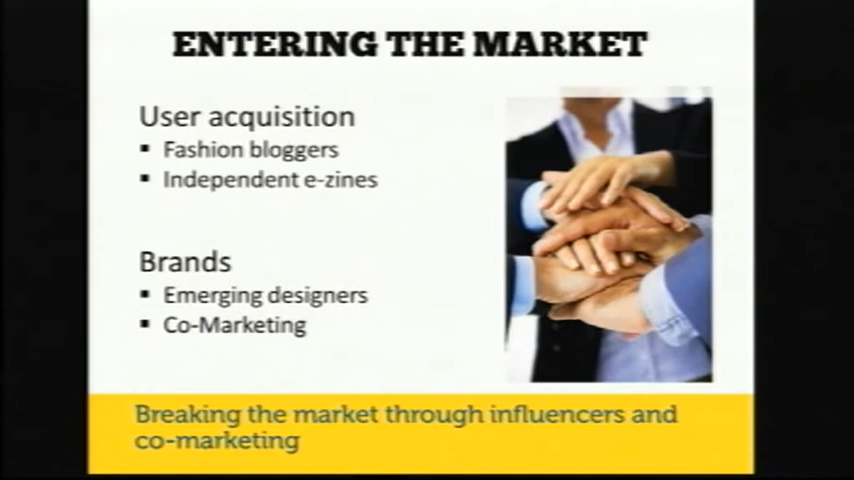 ENTERING THE MARKET
User acquisition
▪ Fashion bloggers
▪ Independent e-zines
Brands
▪ Emerging designers
▪ Co-Marketing
Breaking the market through influencers and
co-marketing